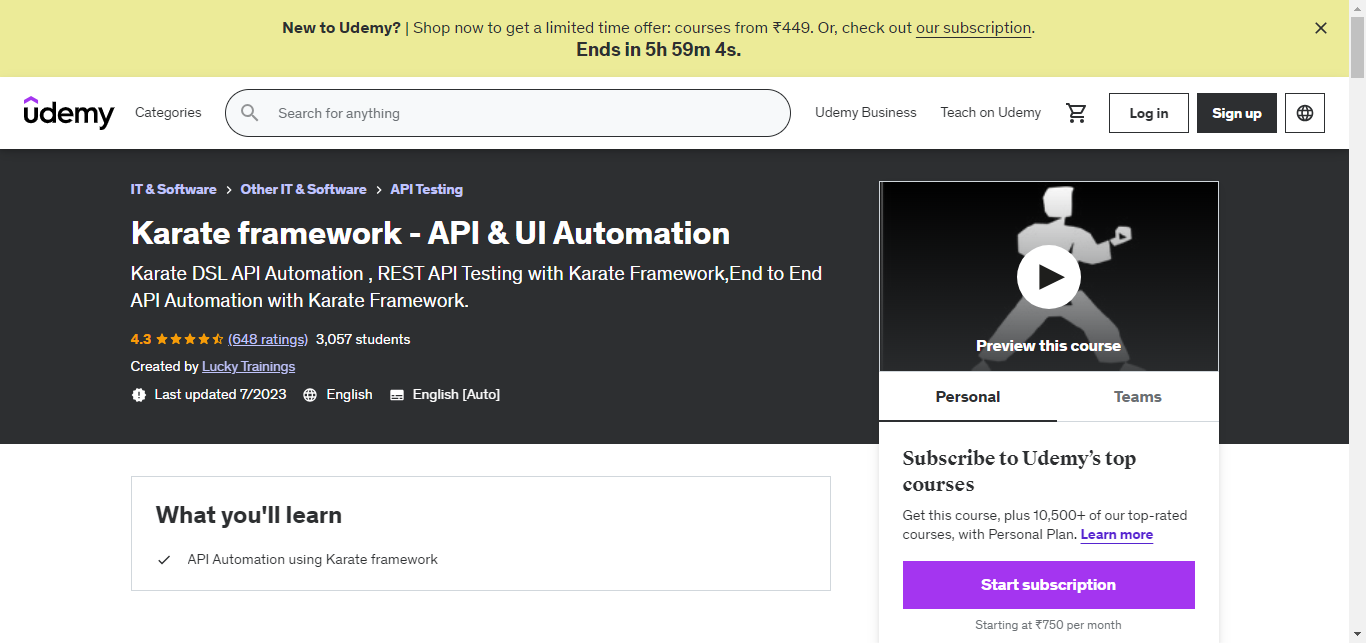 New to Udemy? | Shop now to get a limited time offer: courses from ₹449. Or, check out our subscription.
Ends in 5h 59m 4s.
udemy
Categories
Search for anything
Udemy Business
Teach on Udemy
Log in
Sign up
IT & Software > Other IT & Software > API Testing
Karate framework - API & UI Automation
Karate DSL API Automation , REST API Testing with Karate Framework,End to End
API Automation with Karate Framework.
4.3 (648 ratings) 3,057 students
Created by Lucky Trainings
Last updated 7/2023 English English [Auto]
Preview this course
Personal
Teams
Subscribe to Udemy's top
courses
Get this course, plus 10,500+ of our top-rated
courses, with Personal Plan. Learn more
Start subscription
Starting at ₹750 per month
What you'll learn
API Automation using Karate framework